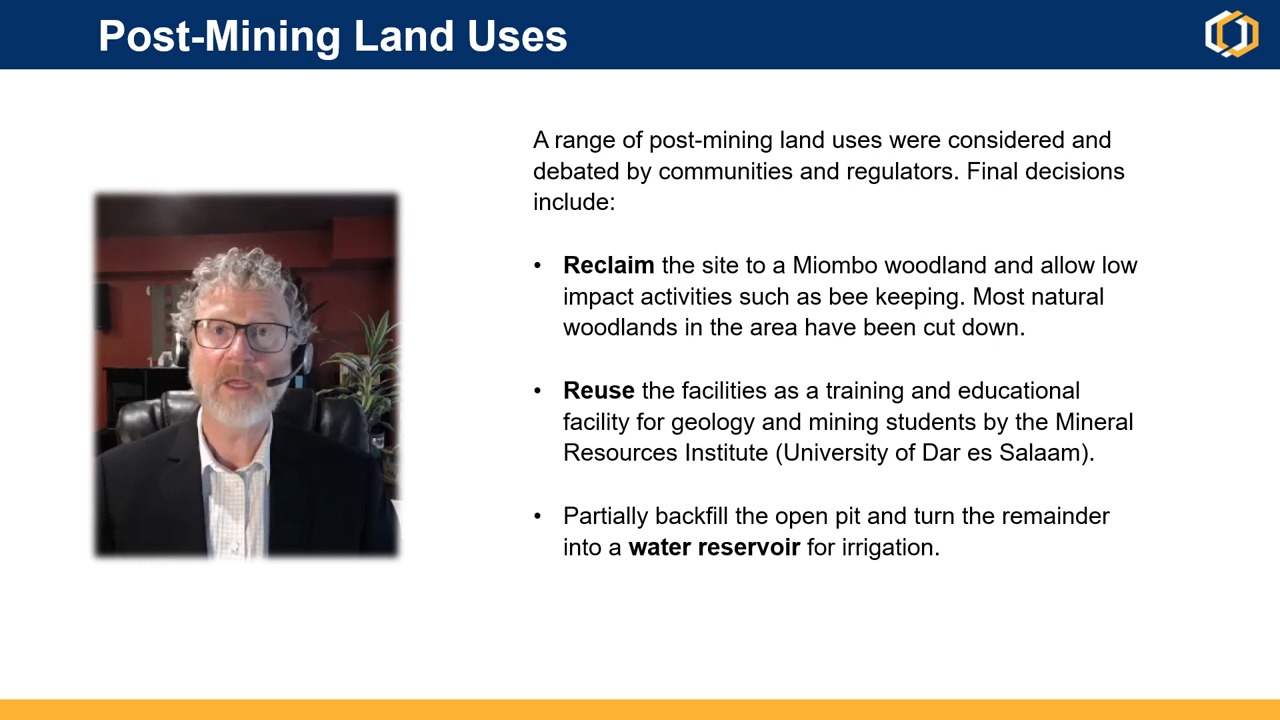 Post-Mining Land Uses
A range of post-mining land uses were considered and
debated by communities and regulators. Final decisions
include:
• Reclaim the site to a Miombo woodland and allow low
impact activities such as bee keeping. Most natural
woodlands in the area have been cut down.
• Reuse the facilities as a training and educational
facility for geology and mining students by the Mineral
Resources Institute (University of Dar es Salaam).
• Partially backfill the open pit and turn the remainder
into a water reservoir for irrigation.